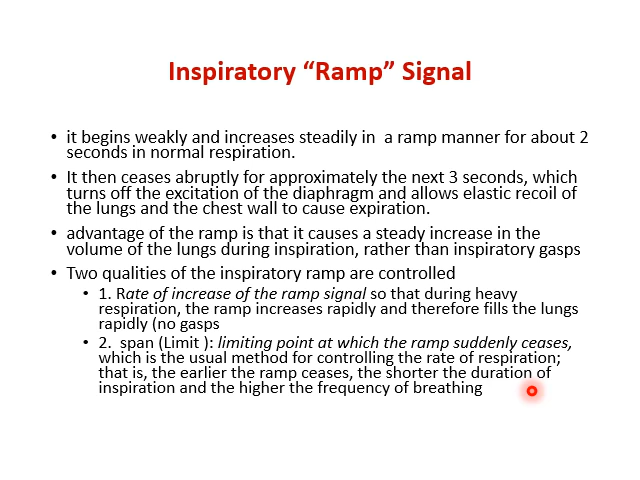 Inspiratory “Ramp” Signal
• it begins weakly and increases steadily in a ramp manner for about 2
seconds in normal respiration.
• It then ceases abruptly for approximately the next 3 seconds, which
turns off the excitation of the diaphragm and allows elastic recoil of
the lungs and the chest wall to cause expiration.
• advantage of the ramp is that it causes a steady increase in the
volume of the lungs during inspiration, rather than inspiratory gasps
• Two qualities of the inspiratory ramp are controlled
• 1. Rate of increase of the ramp signal so that during heavy
respiration, the ramp increases rapidly and therefore fills the lungs
rapidly (no gasps
• 2. span (Limit ): limiting point at which the ramp suddenly ceases,
which is the usual method for controlling the rate of respiration;
that is, the earlier the ramp ceases, the shorter the duration of
inspiration and the higher the frequency of breathing